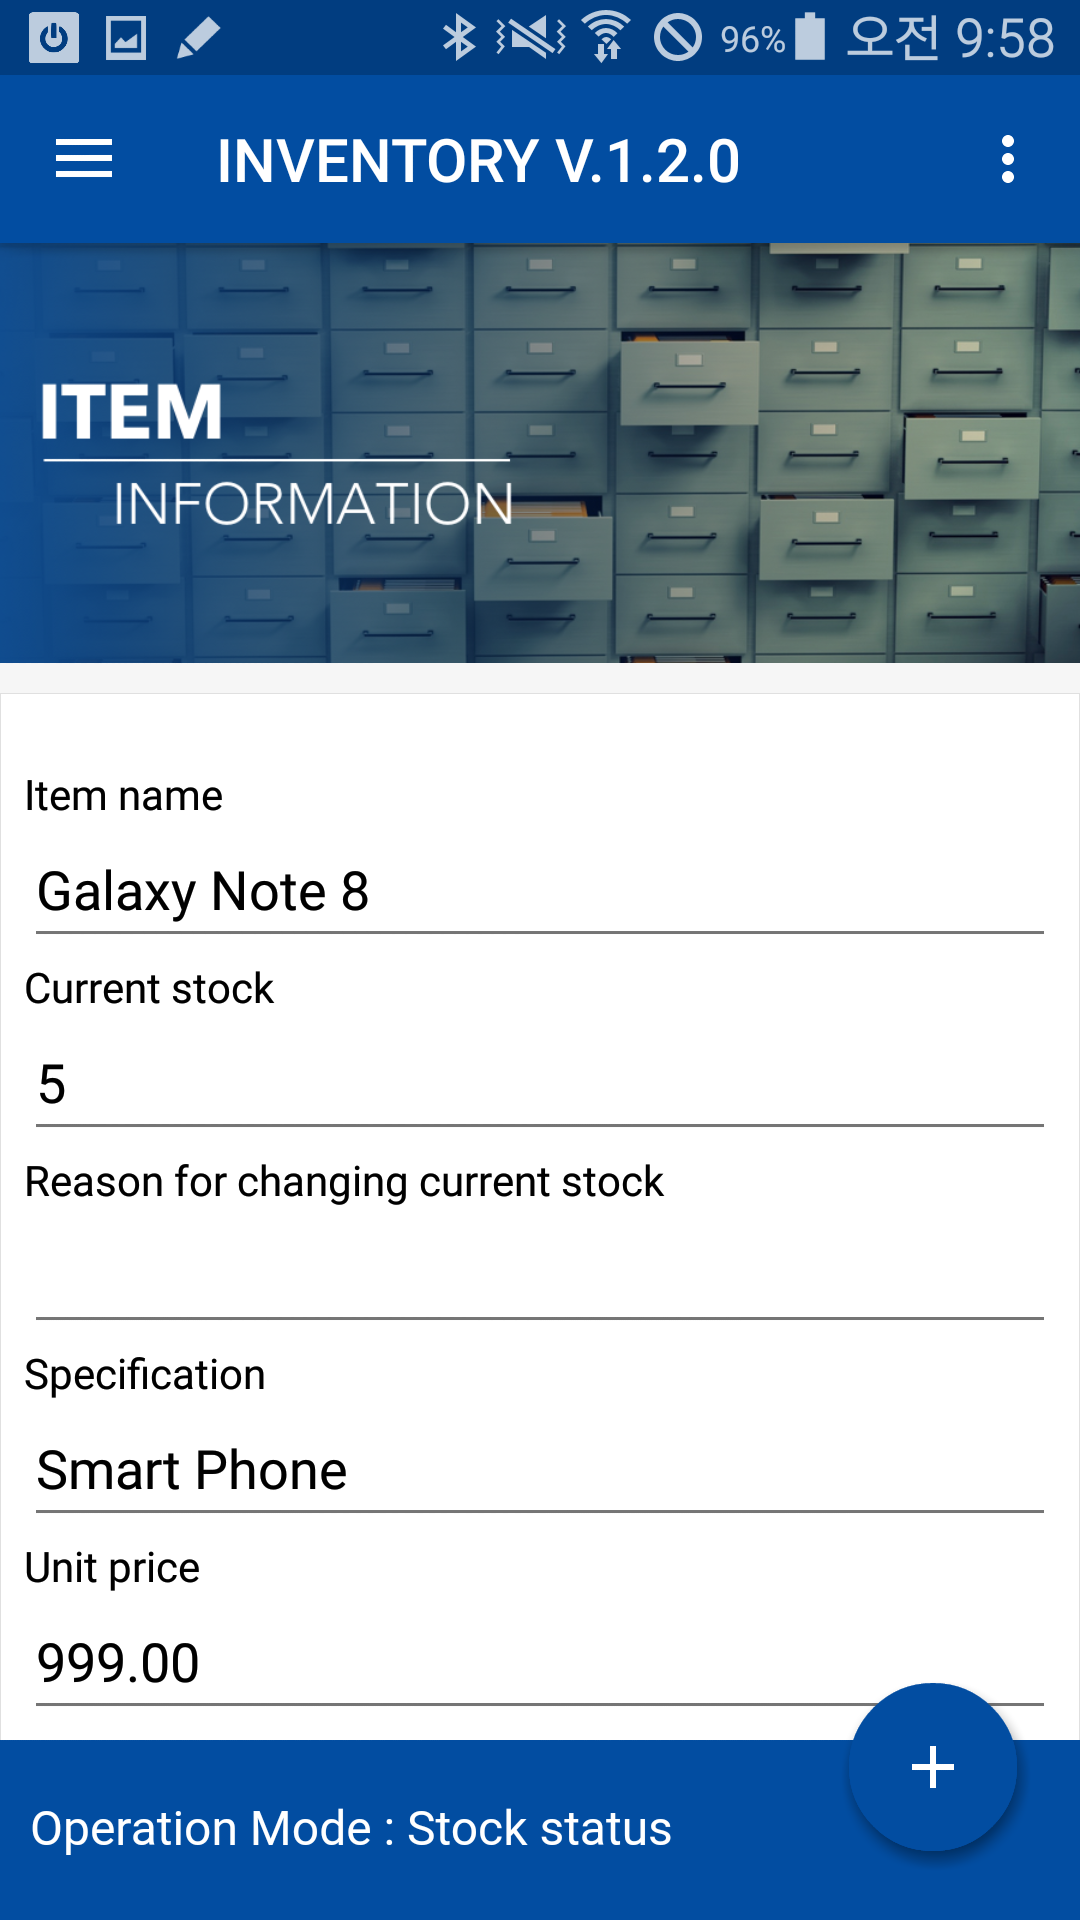 96% 오전 9:58
INVENTORY V.1.2.0
ITEM
INFORMATION
Item name
Galaxy Note 8
Current stock
5
Reason for changing current stock
Specification
Smart Phone
Unit price
999.00
+
Operation Mode : Stock status